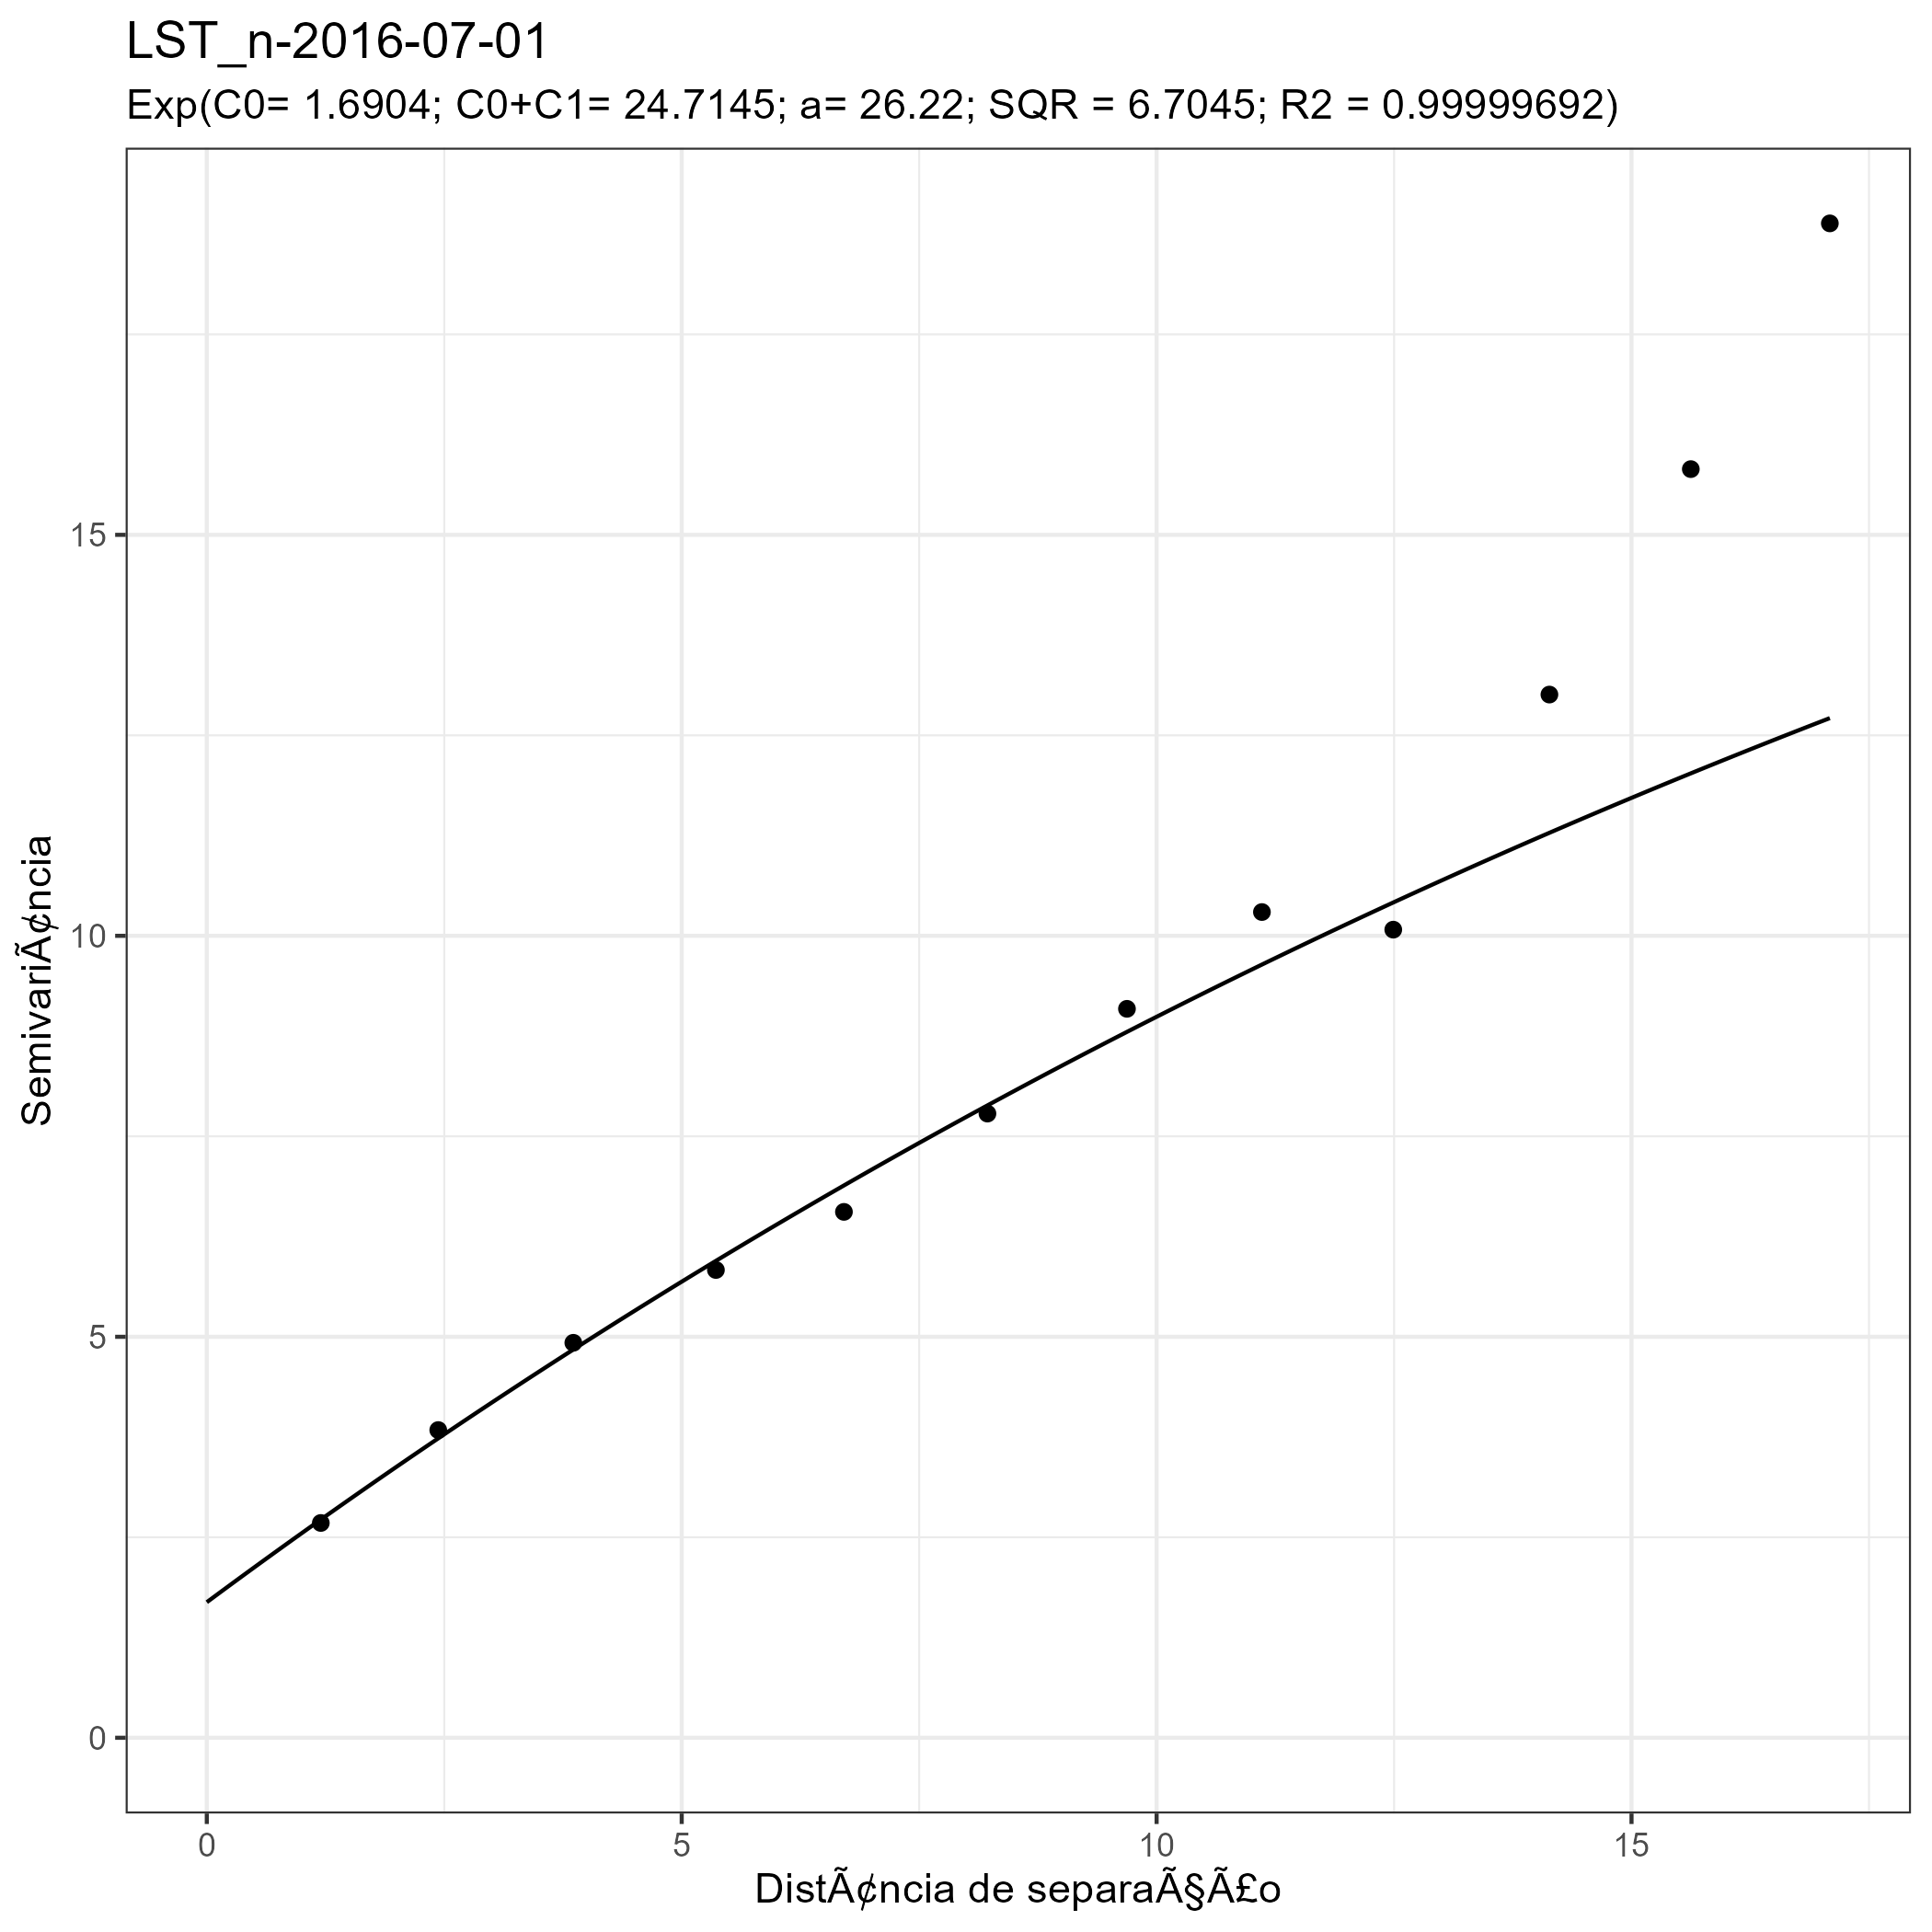 LST_n-2016-07-01
Exp(C0= 1.6904; C0+C1= 24.7145; a= 26.22; SQR = 6.7045; R2 = 0.99999692)
SemivariÃ¢ncia
15
10
5
0
0 5 10 15
DistÃ¢ncia de separaÃ§Ã£o